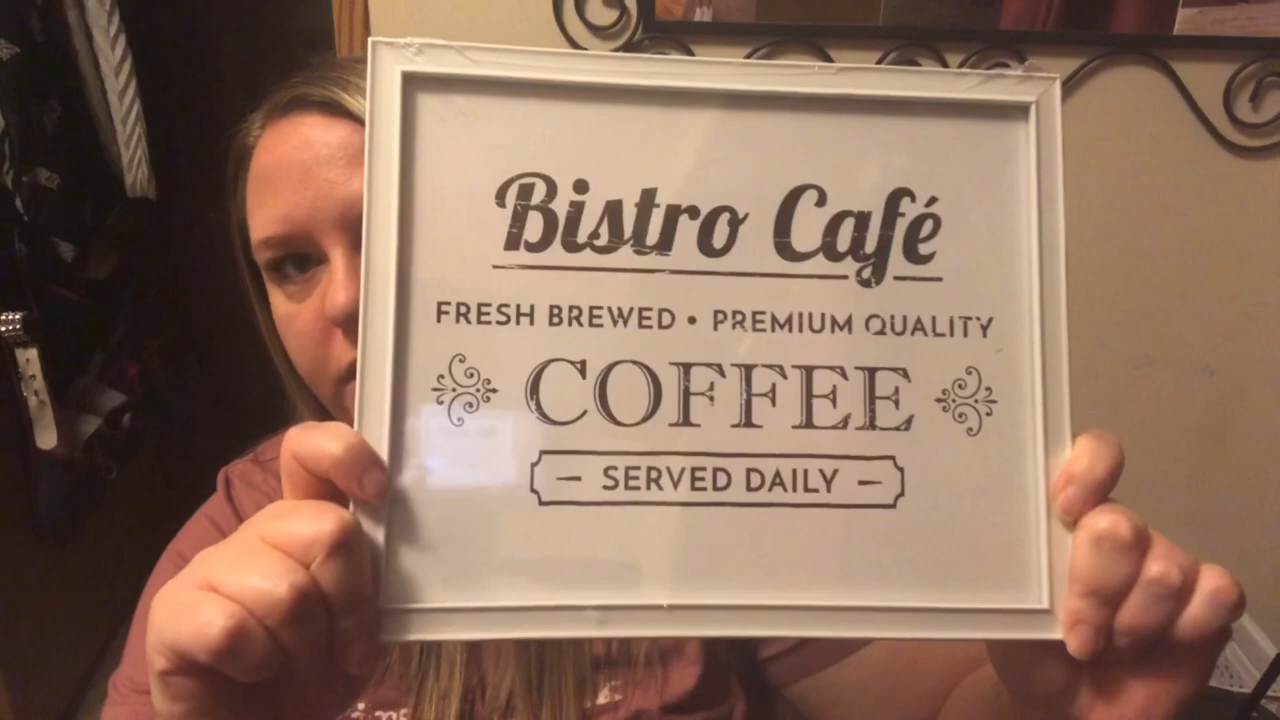 Bistro Café
FRESH BREWED • PREMIUM QUALITY
COFFEE
– SERVED DAILY –